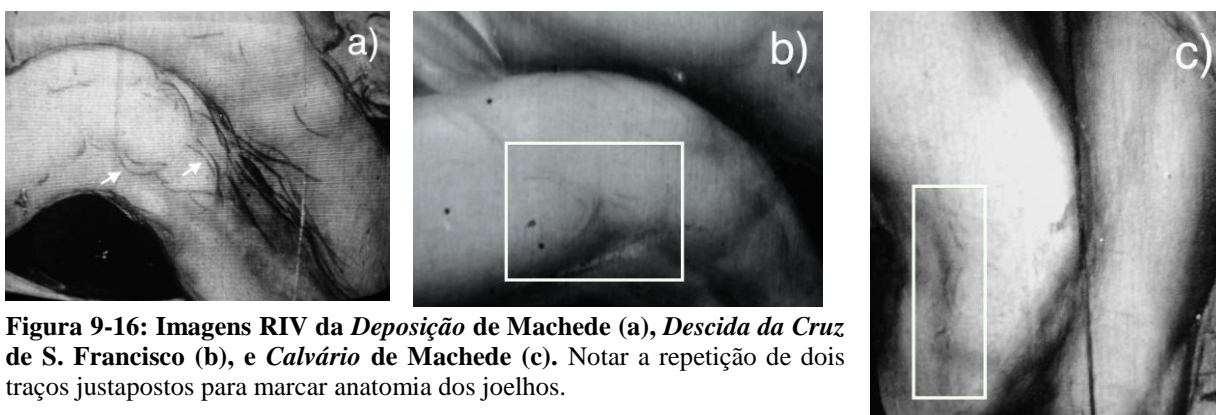 a)
b)
c)
Figura 9-16: Imagens RIV da Deposição de Machede (a), Descida da Cruz
de S. Francisco (b), e Calvário de Machede (c). Notar a repetição de dois
traços justapostos para marcar anatomia dos joelhos.